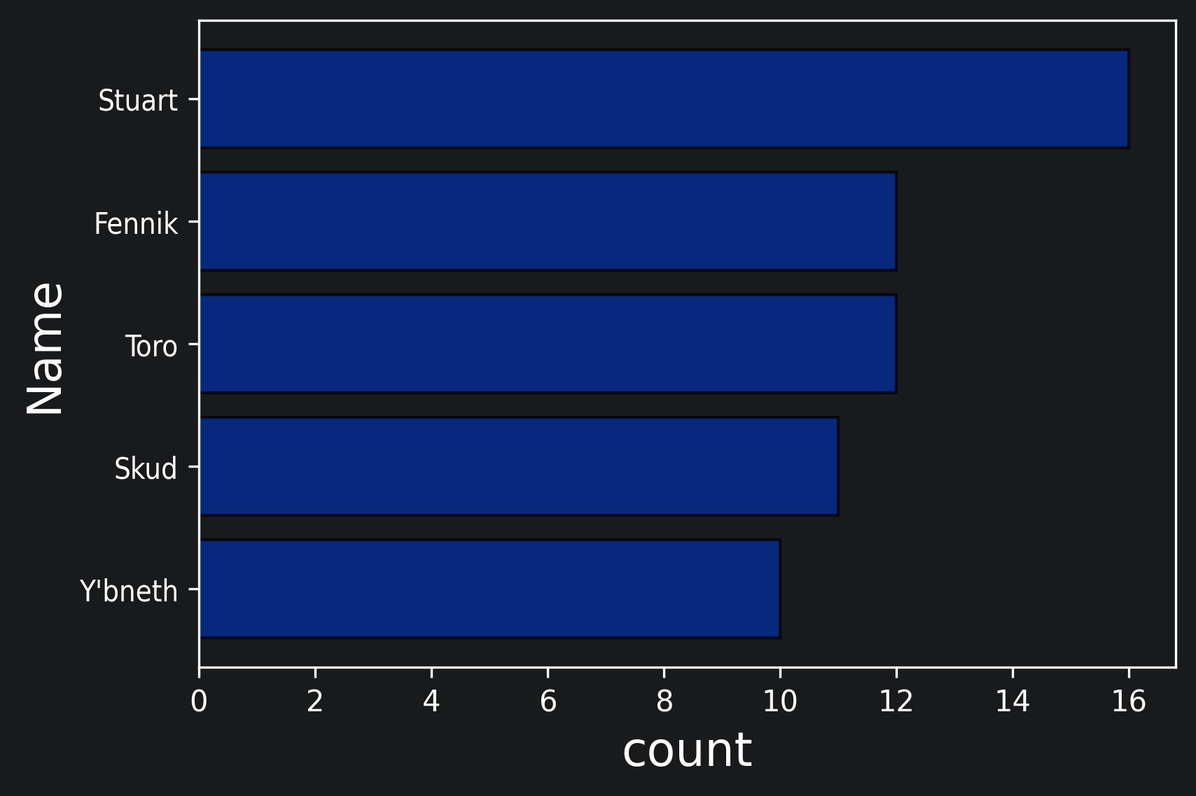 Stuart
Fennik
Toro
Skud
Y'bneth
Name
0 2 4 6 8 10 12 14 16
count